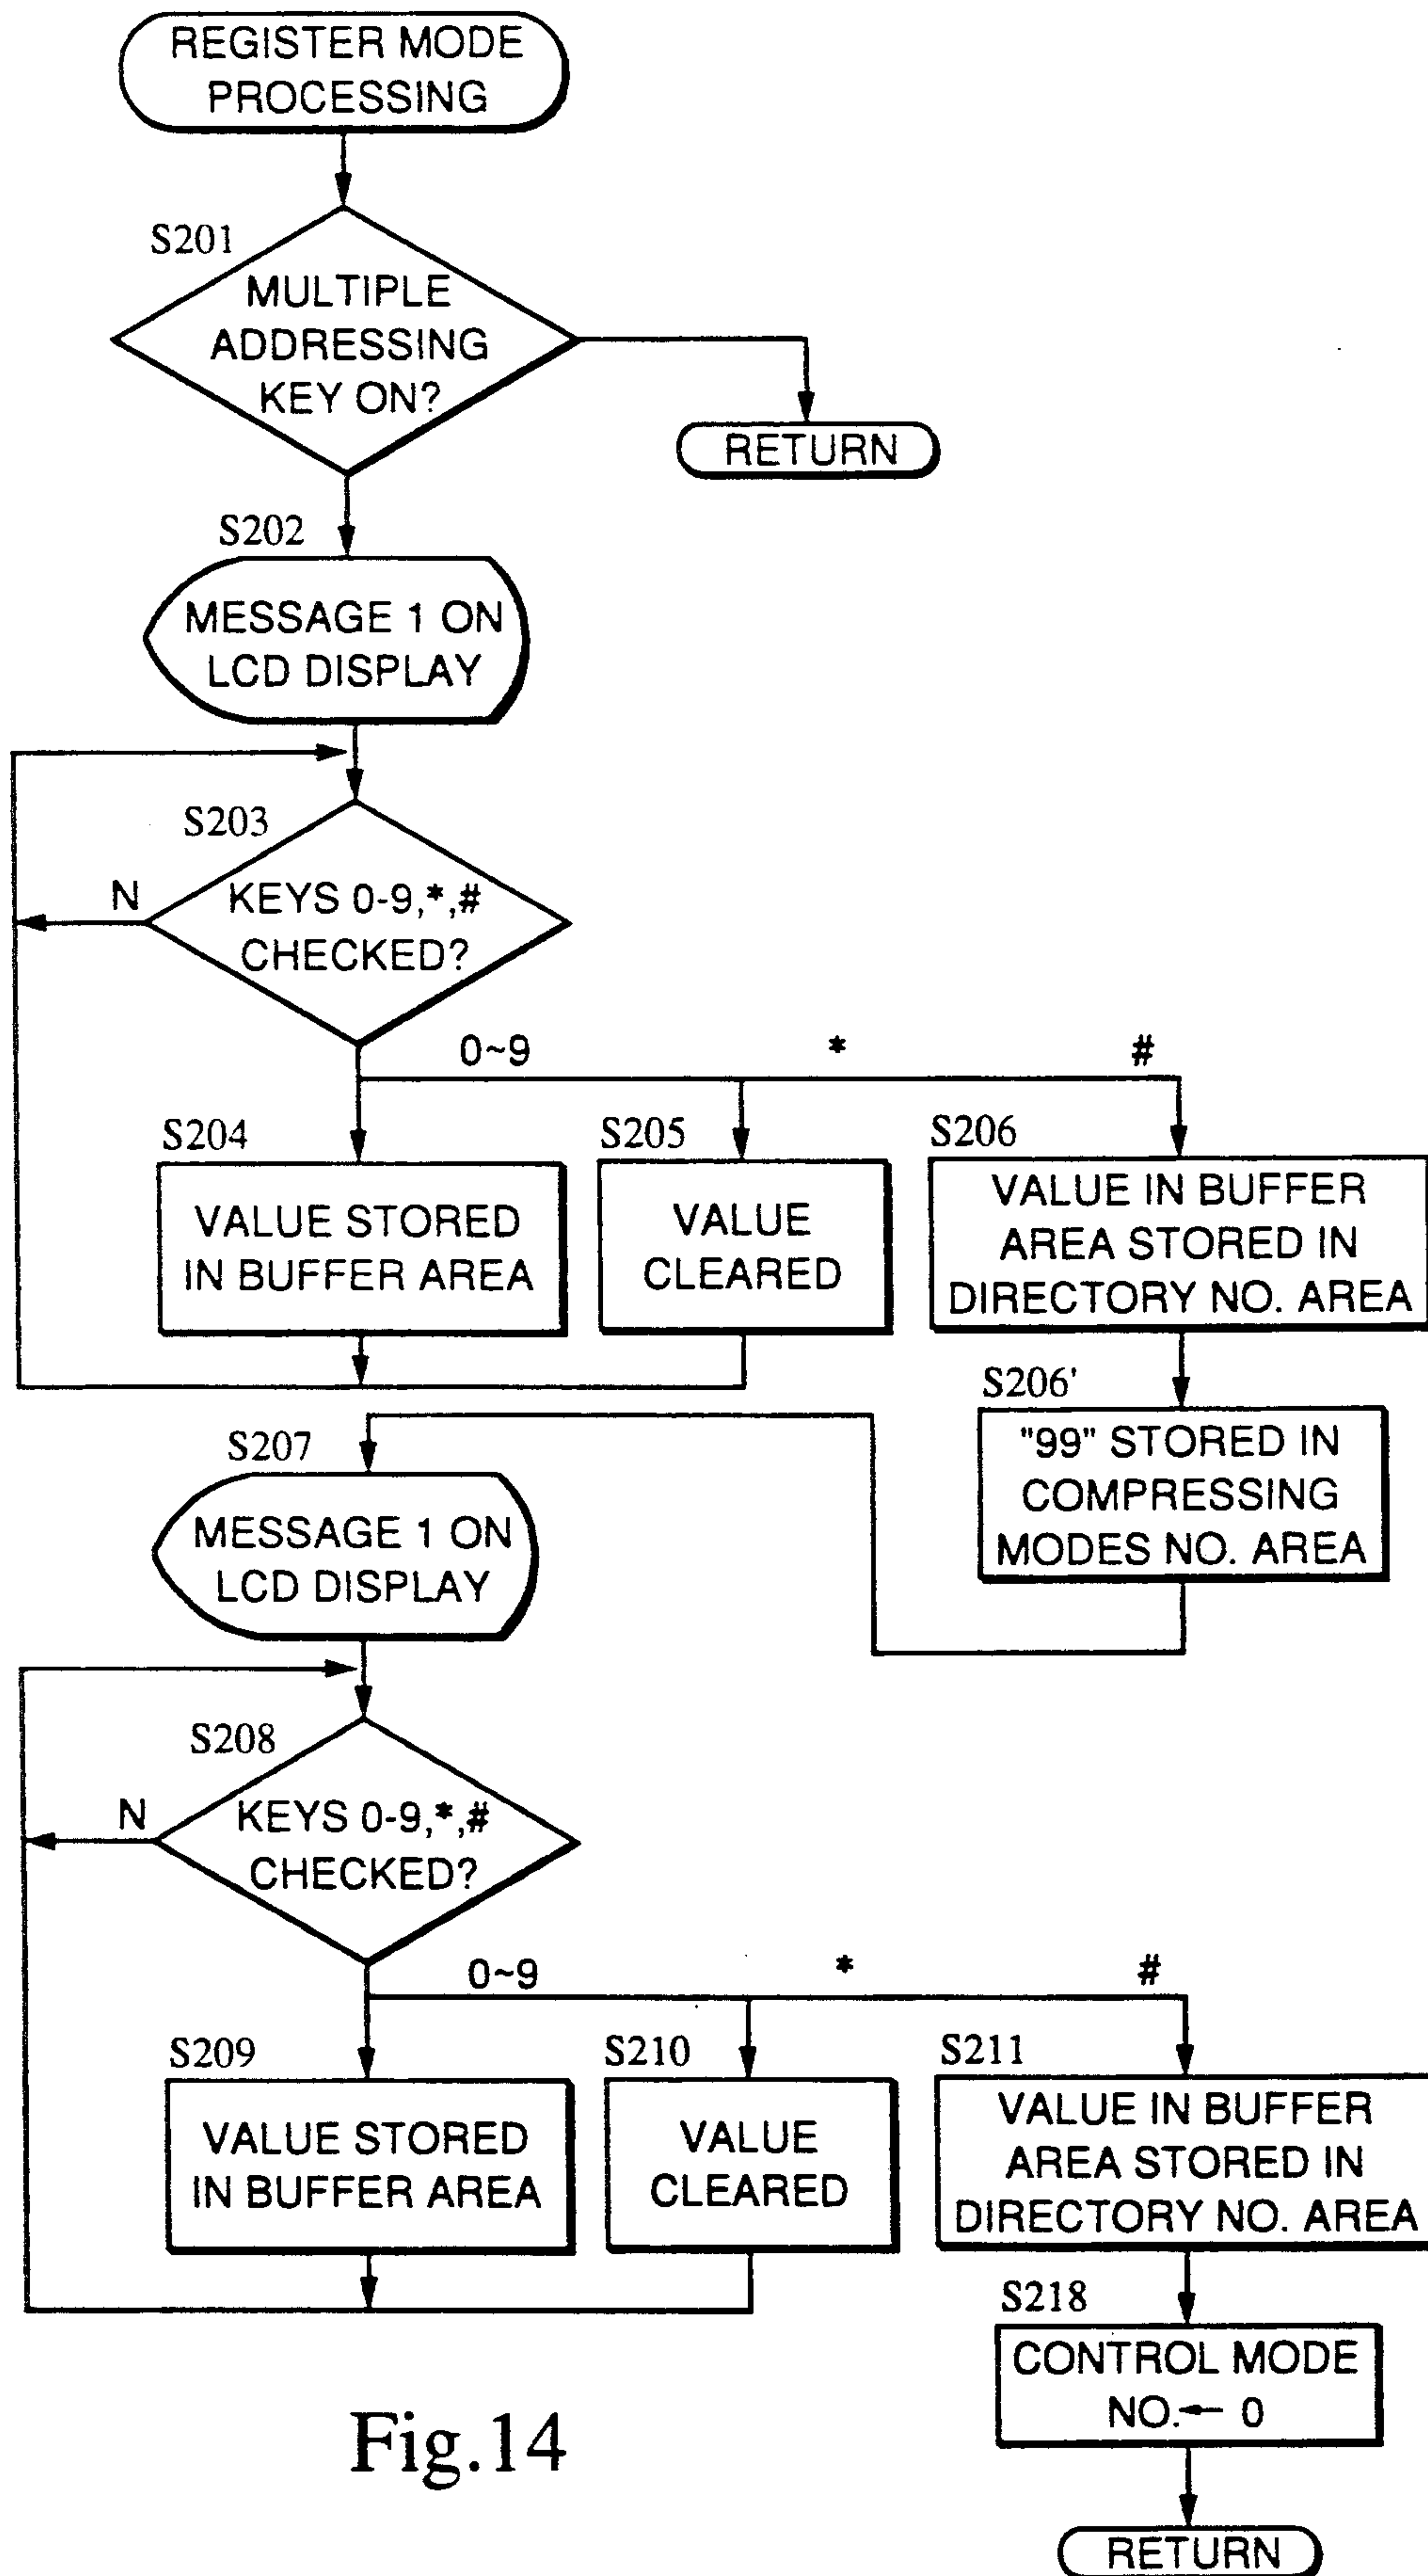 REGISTER MODE
PROCESSING
S201
MULTIPLE
ADDRESSING
KEY ON?
RETURN
S202
MESSAGE 1 ON
LCD DISPLAY
S203
N
KEYS 0-9,*,#
CHECKED?
0~9
*
#
S204
VALUE STORED
IN BUFFER AREA
S205
VALUE
CLEARED
S206
VALUE IN BUFFER
AREA STORED IN
DIRECTORY NO. AREA
S206'
"99" STORED IN
COMPRESSING
MODES NO. AREA
S207
MESSAGE 1 ON
LCD DISPLAY
S208
N
KEYS 0-9,*,#
CHECKED?
0~9
*
#
S209
VALUE STORED
IN BUFFER AREA
S210
VALUE
CLEARED
S211
VALUE IN BUFFER
AREA STORED IN
DIRECTORY NO. AREA
S218
CONTROL MODE
NO.← 0
RETURN
Fig.14